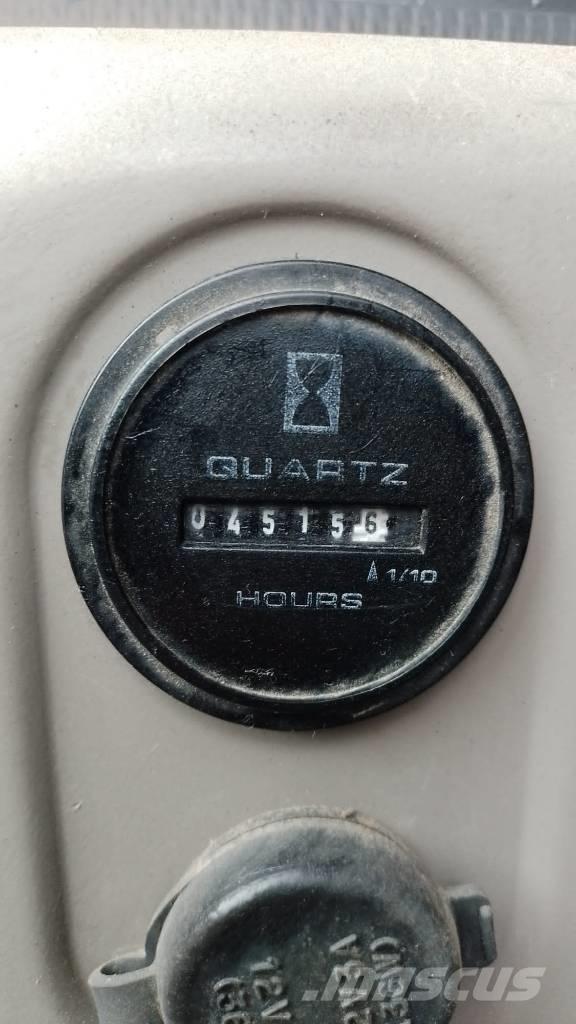 QUARTZ
045156
1/10
HOURS
12V
MASCUS